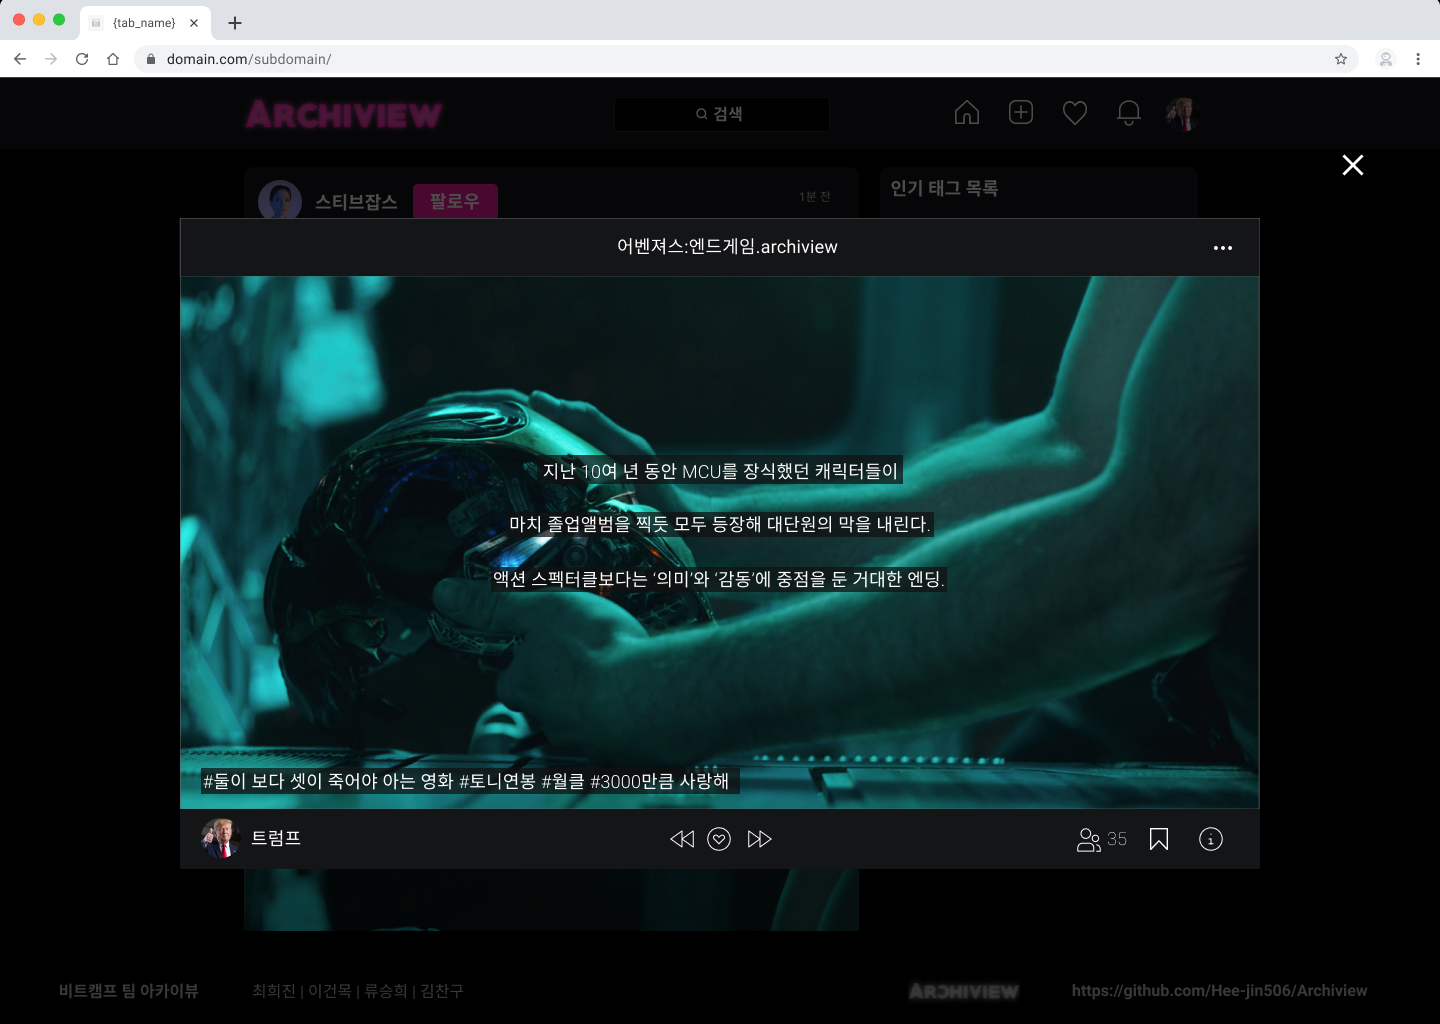 {tab_name}
domain.com/subdomain/
ARCHIVIEW
검색
스티브잡스
팔로우
1분 전
인기 태그 목록
어벤져스:엔드게임.archiview
지난 10여 년 동안 MCU를 장식했던 캐릭터들이
마치 졸업앨범을 찍듯 모두 등장해 대단원의 막을 내린다.
액션 스펙터클보다는 ‘의미’와 ‘감동’에 중점을 둔 거대한 엔딩.
#둘이 보다 셋이 죽어야 아는 영화 #토니연봉 #월클 #3000만큼 사랑해
트럼프
35
비트캠프 팀 아카이뷰
최희진 | 이건목 | 류승희 | 김찬구
ARCHIVIEW
https://github.com/Hee-jin506/Archiview